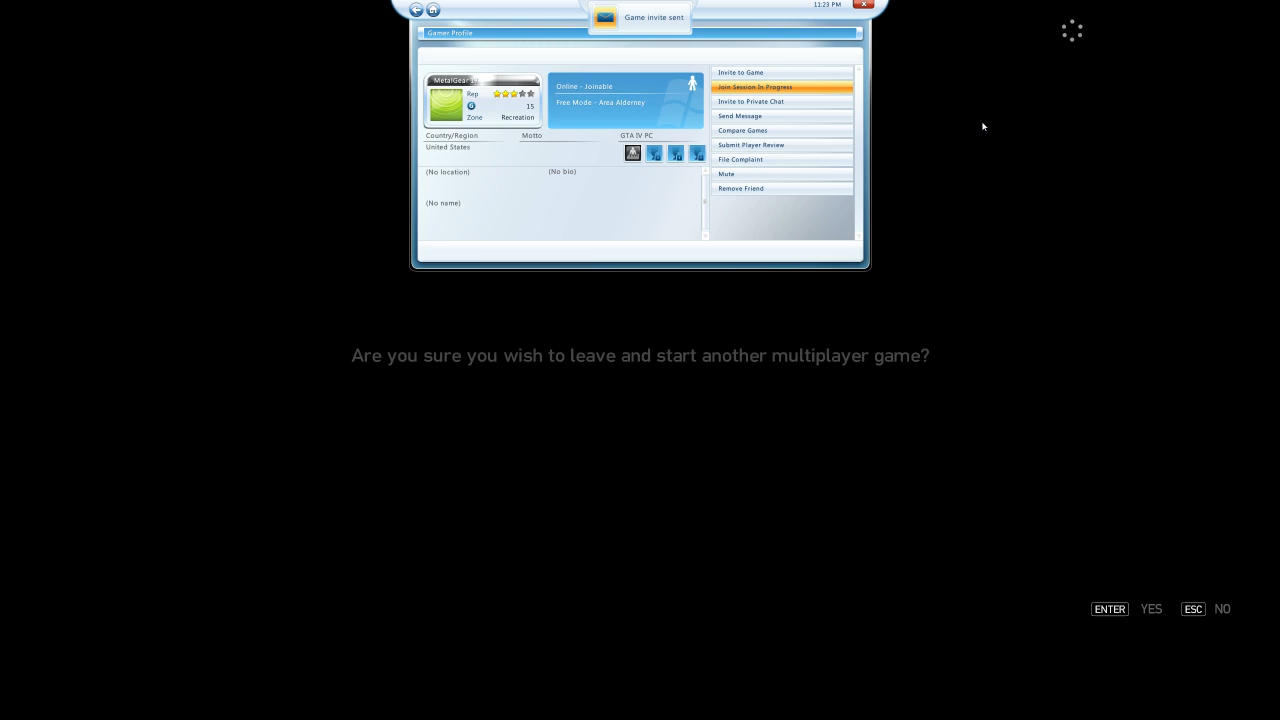 11:23 PM
Game invite sent
Gamer Profile
MetalGear
Rep
G 15
Zone Recreation
Online - Joinable
Free Mode - Area Alderney
Country/Region
United States
Motto
GTA IV PC
(No location)
(No bio)
(No name)
Invite to Game
Join Session In Progress
Invite to Private Chat
Send Message
Compare Games
Submit Player Review
File Complaint
Mute
Remove Friend
Are you sure you wish to leave and start another multiplayer game?
ENTER YES ESC NO